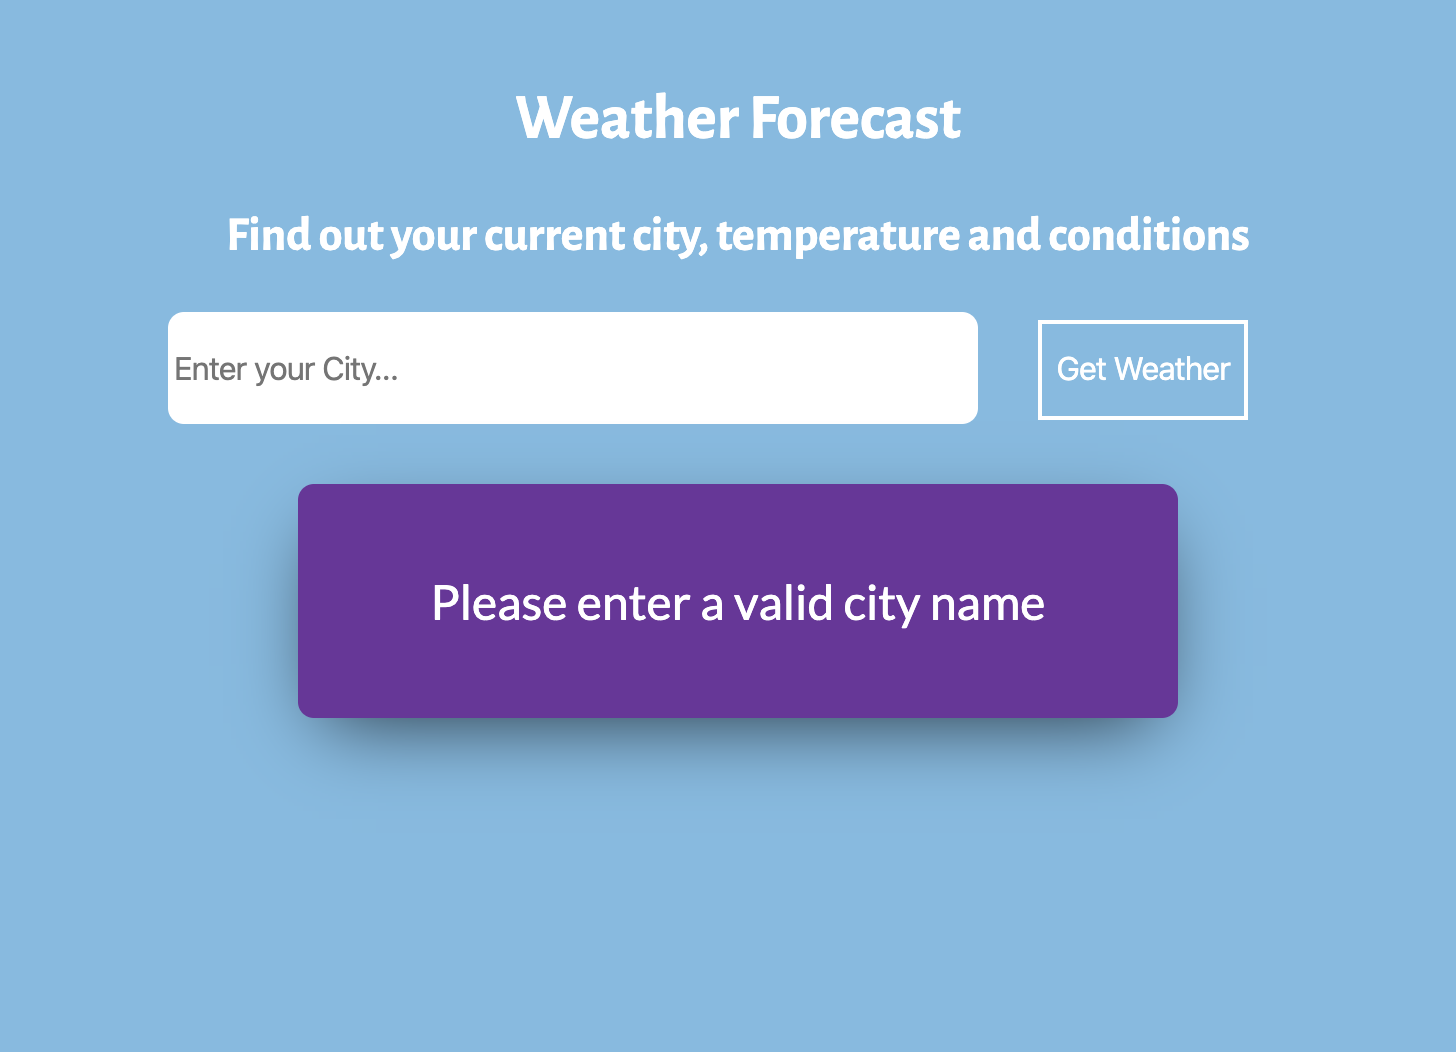 Weather Forecast
Find out your current city, temperature and conditions
Enter your City...
Get Weather
Please enter a valid city name